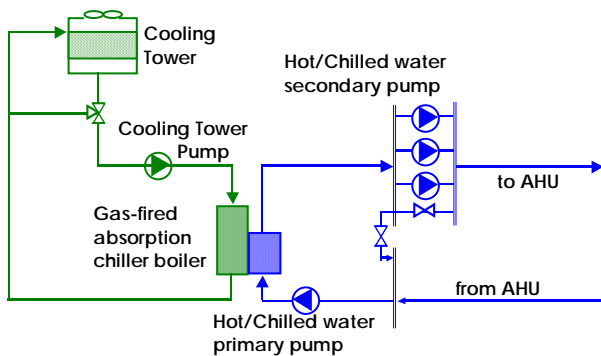 Cooling
Tower
Hot/Chilled water
secondary pump
Cooling Tower
Pump
to AHU
Gas-fired
absorption
chiller boiler
from AHU
Hot/Chilled water
primary pump